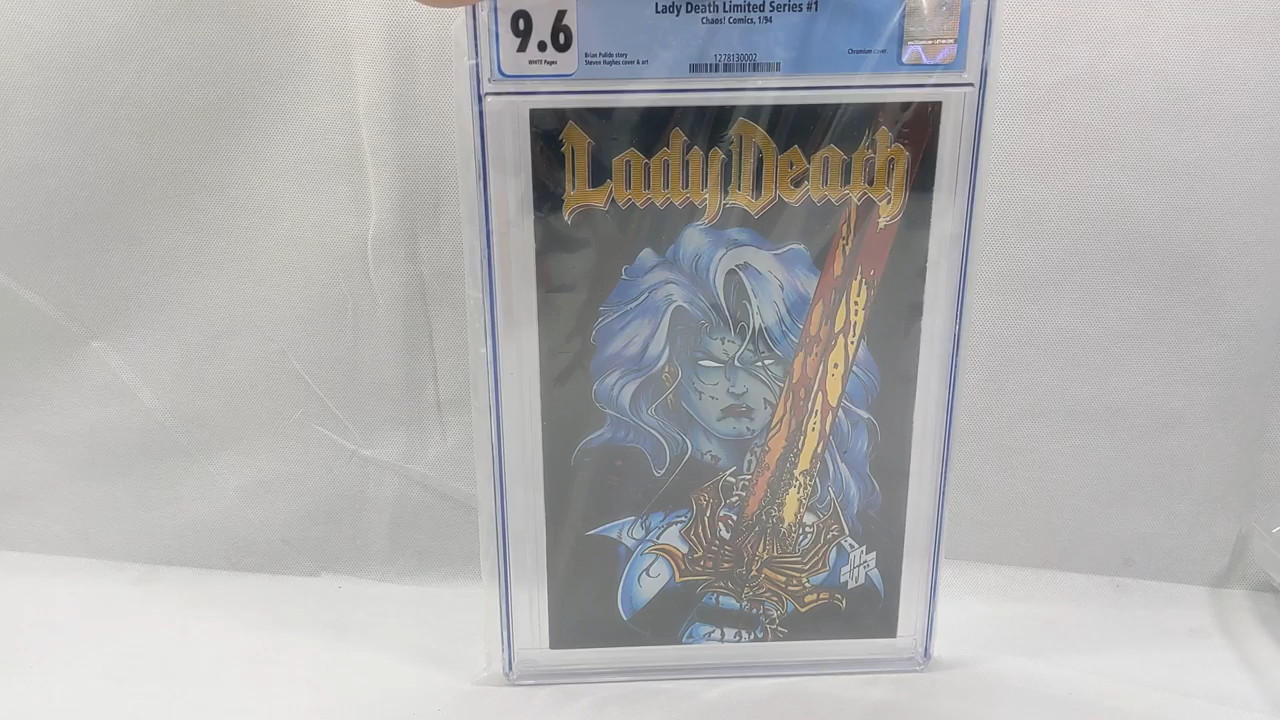 9.6
WHITE Pages
Lady Death Limited Series #1
Chaos! Comics, 1/94
Brian Pulido story
Steven Hughes cover & art
1278130002
Chromium cover.
Lady Death